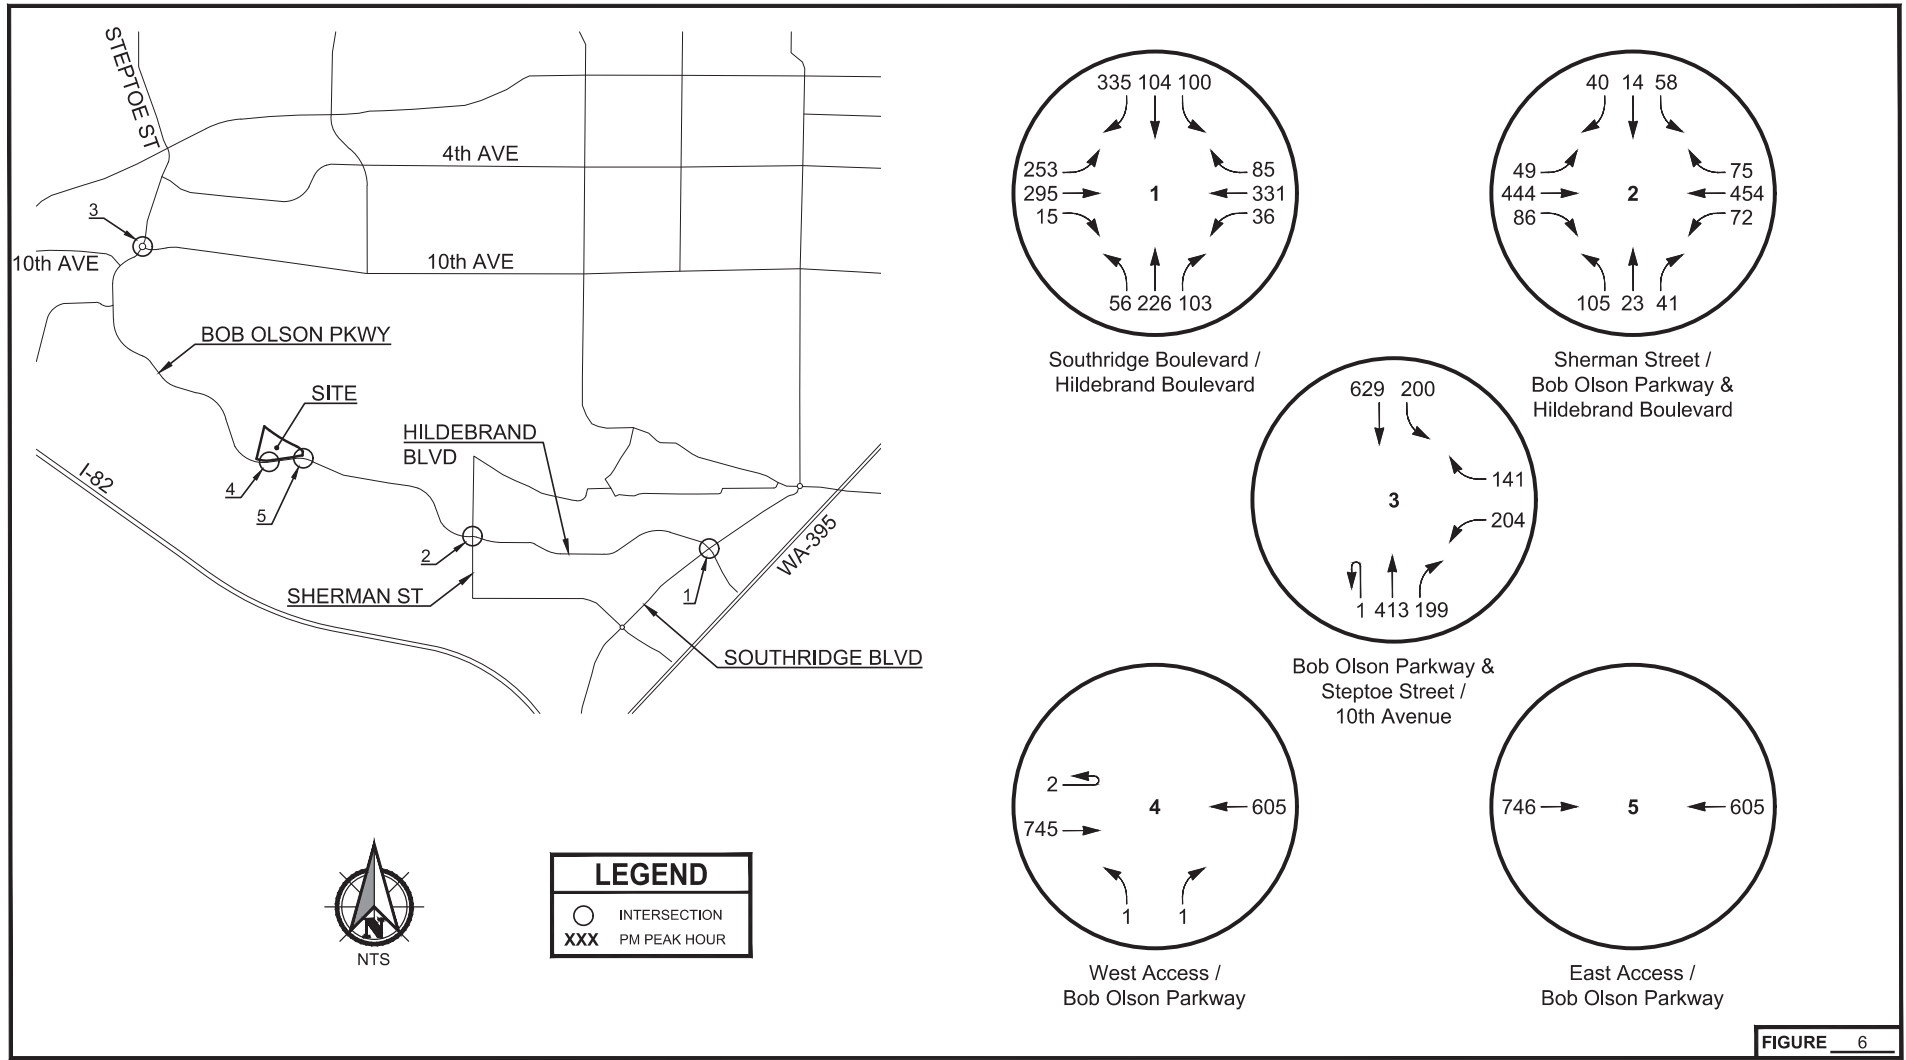 STEPTOE ST
4th AVE
3
10th AVE
10th AVE
BOB OLSON PKWY
SITE
HILDEBRAND
BLVD
I-82
4
5
2
WA-395
SHERMAN ST
1
SOUTHRIDGE BLVD
N
NTS
LEGEND
INTERSECTION
XXX PM PEAK HOUR
335 104 100
253 85
295 1 331
15 36
56 226 103
Southridge Boulevard /
Hildebrand Boulevard
40 14 58
49 75
444 2 454
86 72
105 23 41
Sherman Street /
Bob Olson Parkway &
Hildebrand Boulevard
629 200
141
3
204
1 413 199
Bob Olson Parkway &
Steptoe Street /
10th Avenue
2
4 605
745
1 1
West Access /
Bob Olson Parkway
746 5 605
East Access /
Bob Olson Parkway
FIGURE 6